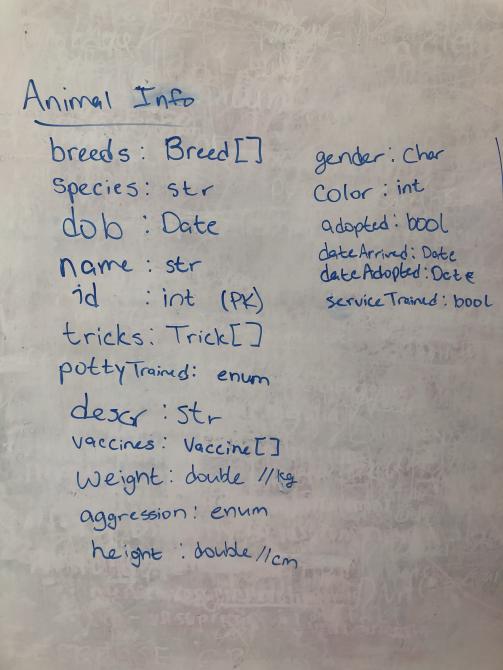 Animal Info
breeds: Breed[]
species: str
dob : Date
name : str
id : int (PK)
tricks: Trick[]
pottyTrained: enum
descr : str
vaccines: Vaccine[]
weight: double //kg
aggression: enum
height : double//cm
gender: Char
Color : int
adopted: bool
dateArrived: Date
dateAdopted: Date
serviceTrained: bool